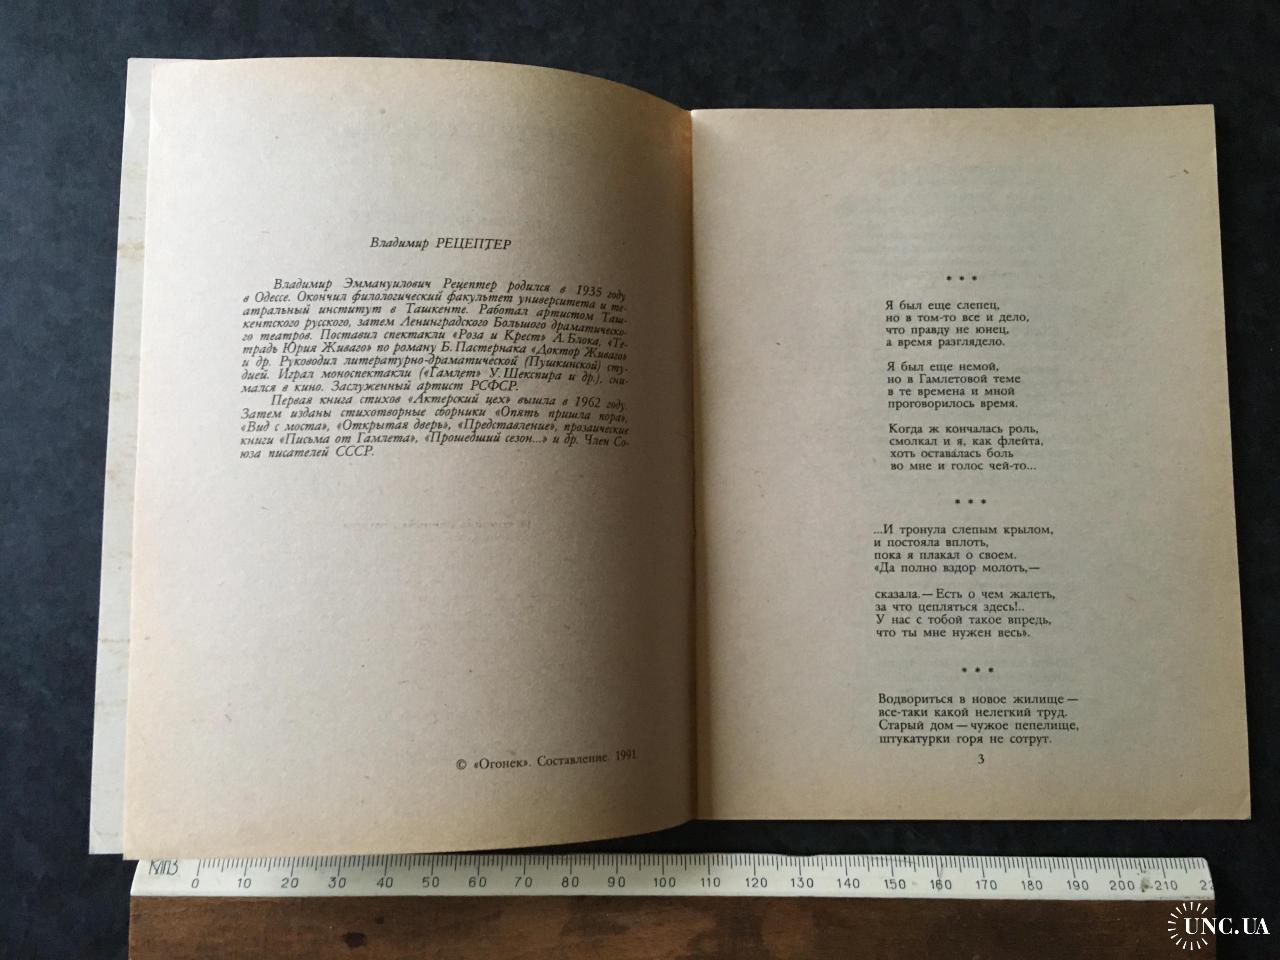 Владимир РЕЦЕПТЕР
Владимир Эммануилович Рецептер родился в 1935 году
в Одессе. Окончил филологический факультет университета и те-
атральный институт в Ташкенте. Работал артистом Таш-
кентского русского, затем Ленинградского Большого драматическо-
го театров. Поставил спектакли «Роза и Крест» А. Блока, «Те-
традь Юрия Живаго» по роману Б. Пастернака «Доктор Живаго»
и др. Руководил литературно-драматической (Пушкинской) сту-
дией. Играл моноспектакли («Гамлет» У. Шекспира и др.), сни-
мался в кино. Заслуженный артист РСФСР.
Первая книга стихов «Актерский цех» вышла в 1962 году.
Затем изданы стихотворные сборники «Опять пришла пора»,
«Вид с моста», «Открытая дверь», «Представление», прозаические
книги «Письма от Гамлета», «Прошедший сезон...» и др. Член Со-
юза писателей СССР.
© «Огонек». Составление. 1991
* * *
Я был еще слепец,
но в том-то все и дело,
что правду не юнец,
а время разглядело.
Я был еще немой,
но в Гамлетовой теме
в те времена и мной
проговорилось время.
Когда ж кончалась роль,
смолкал и я, как флейта,
хоть оставалась боль
во мне и голос чей-то...
* * *
...И тронула слепым крылом,
и постояла вплоть,
пока я плакал о своем.
«Да полно вздор молоть,—
сказала.— Есть о чем жалеть,
за что цепляться здесь!..
У нас с тобой такое впредь,
что ты мне нужен весь».
* * *
Водвориться в новое жилище —
все-таки какой нелегкий труд.
Старый дом — чужое пепелище,
штукатурки горя не сотрут.
3
0 10 20 30 40 50 60 70 80 90 100 110 120 130 140 150 160 170 180 190 200 210
UNC.UA